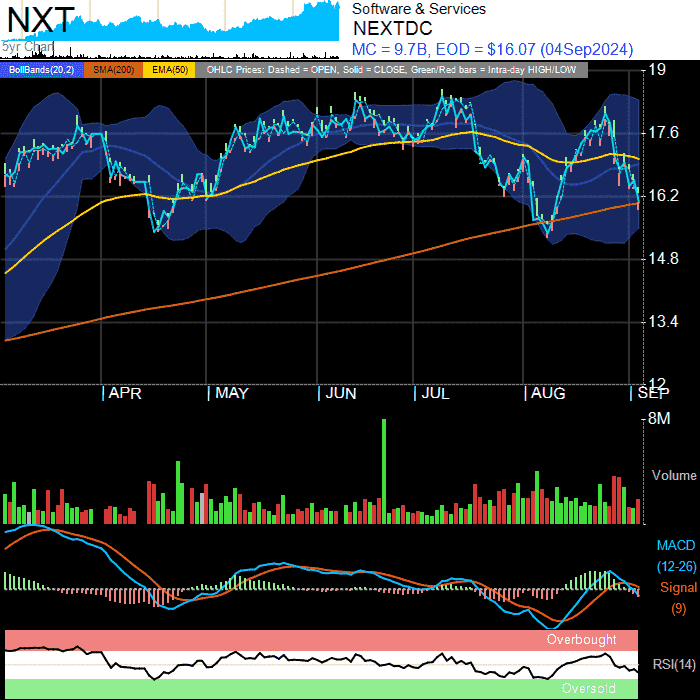 NXT
5yr Chart
Software & Services
NEXTDC
MC = 9.7B, EOD = $16.07 (04Sep2024)
BollBands(20,2) SMA(200) EMA(50) OHLC Prices: Dashed = OPEN, Solid = CLOSE, Green/Red bars = Intra-day HIGH/LOW
19
17.6
16.2
14.8
13.4
12
APR MAY JUN JUL AUG SEP
8M
Volume
MACD
(12-26)
Signal
(9)
Overbought
RSI(14)
Oversold